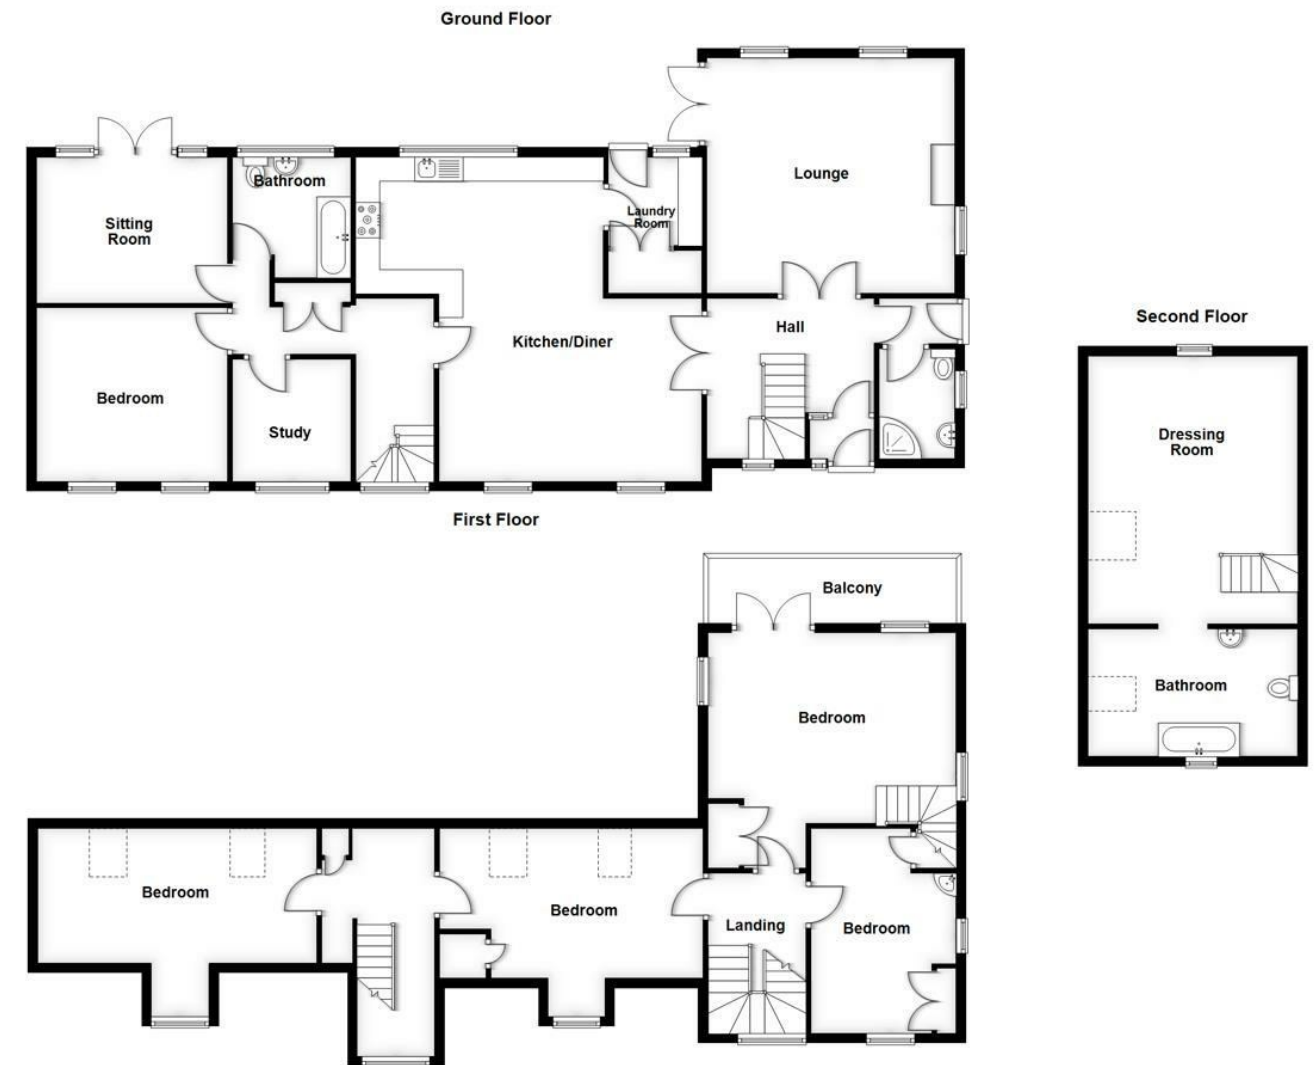 Ground Floor
Lounge
Bathroom
Sitting
Room
Laundry
Room
Kitchen/Diner
Hall
Bedroom
Study
Second Floor
Dressing
Room
Bathroom
First Floor
Balcony
Bedroom
Bedroom
Bedroom
Landing
Bedroom